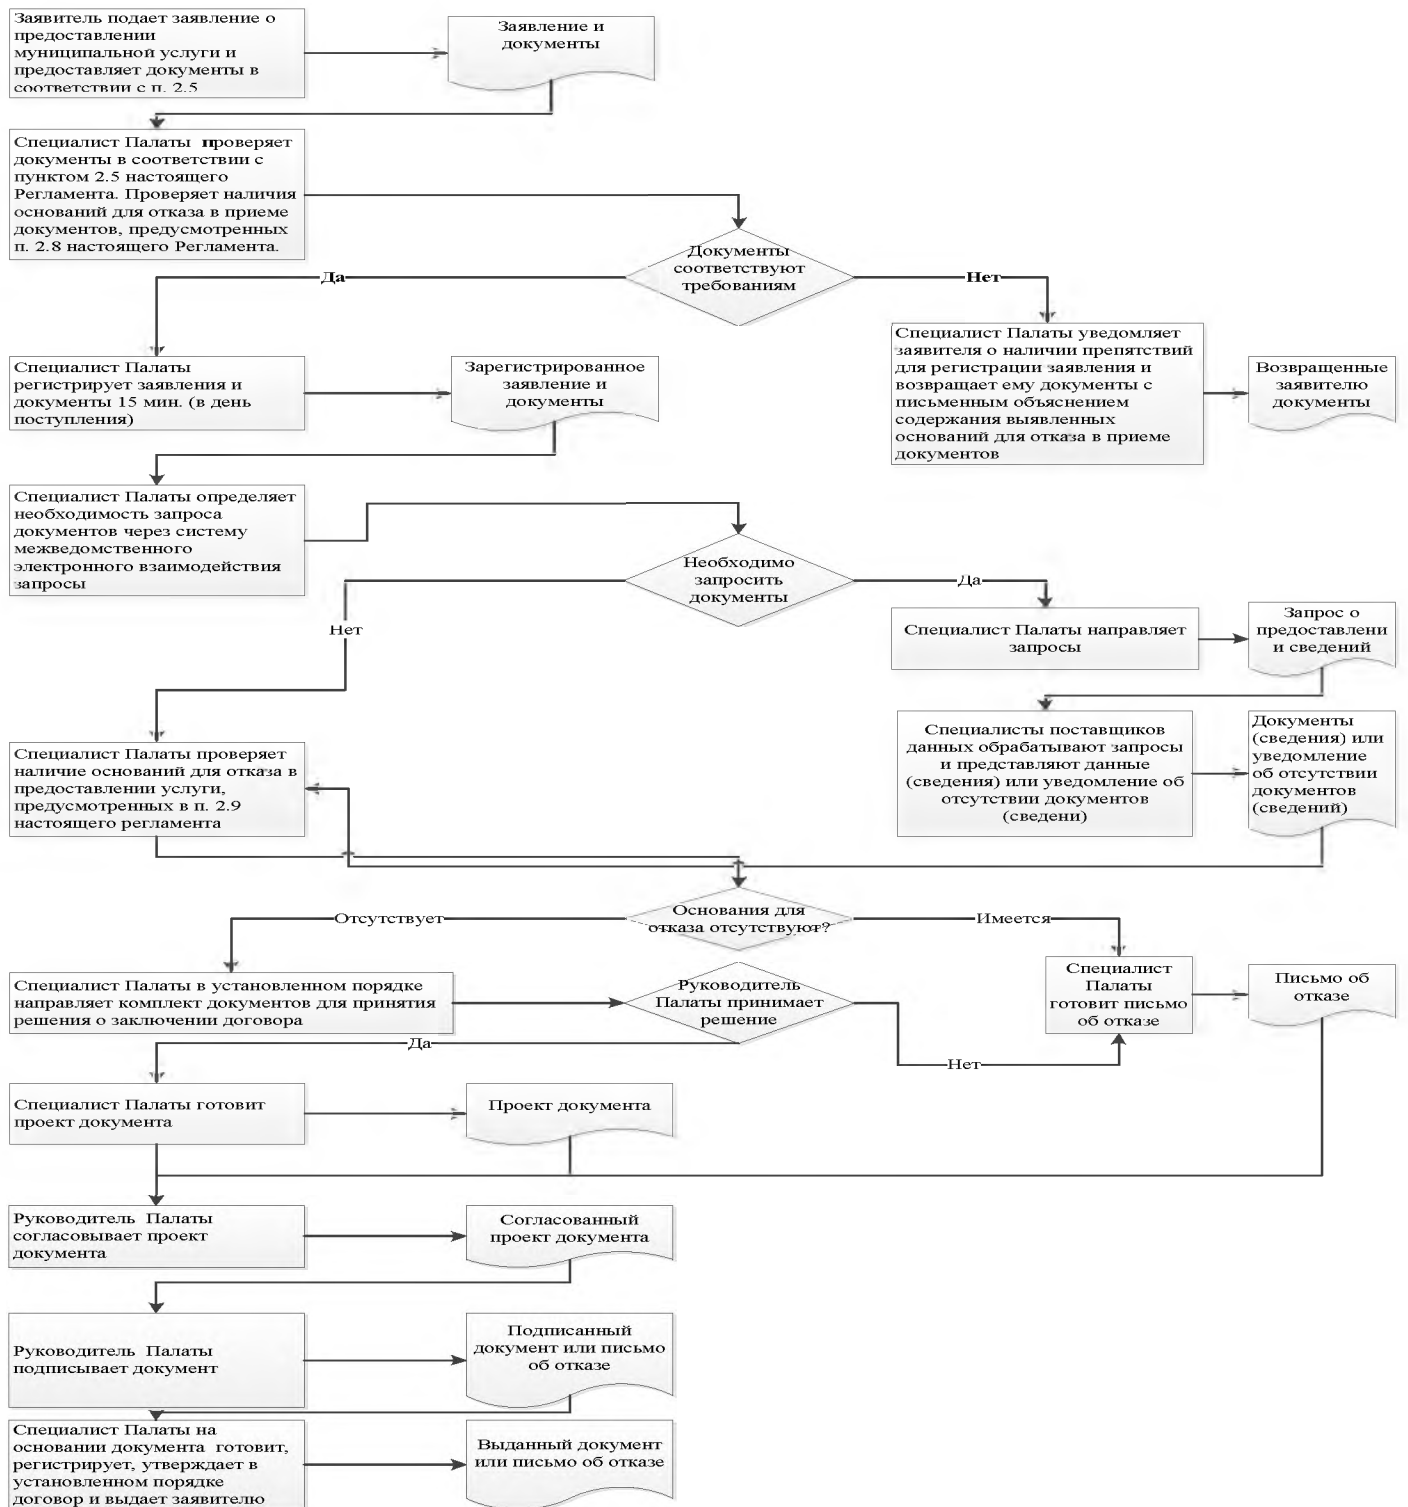 Заявитель подает заявление о
предоставлении
муниципальной услуги и
предоставляет документы в
соответствии с п. 2.5
Заявление и
документы
Специалист Палаты  проверяет
документы в соответствии с
пунктом 2.5 настоящего
Регламента. Проверяет наличия
оснований для отказа в приеме
документов, предусмотренных
п. 2.8 настоящего Регламента.
Документы
соответствуют
требованиям
Да
Нет
Специалист Палаты
регистрирует заявления и
документы 15 мин. (в день
поступления)
Зарегистрированное
заявление и
документы
Специалист Палаты уведомляет
заявителя о наличии препятствий
для регистрации заявления и
возвращает ему документы с
письменным объяснением
содержания выявленных
оснований для отказа в приеме
документов
Возвращенные
заявителю
документы
Специалист Палаты определяет
необходимость запроса
документов через систему
межведомственного
электронного взаимодействия
запросы
Необходимо
запросить
документы
Да
Нет
Специалист Палаты направляет
запросы
Запрос о
предоставлени
и сведений
Специалисты поставщиков
данных обрабатывают запросы
и представляют данные
(сведения) или уведомление об
отсутствии документов
(сведени)
Документы
(сведения) или
уведомление
об отсутствии
документов
(сведений)
Специалист Палаты проверяет
наличие оснований для отказа в
предоставлении услуги,
предусмотренных в п. 2.9
настоящего регламента
Основания для
отказа отсутствуют?
Отсутствует
Имеется
Специалист Палаты в установленном порядке
направляет комплект документов для принятия
решения о заключении договора
Руководитель
Палаты принимает
решение
Специалист
Палаты
готовит письмо
об отказе
Письмо об
отказе
Да
Нет
Специалист Палаты готовит
проект документа
Проект документа
Руководитель  Палаты
согласовывает проект
документа
Согласованный
проект документа
Руководитель  Палаты
подписывает документ
Подписанный
документ или письмо
об отказе
Специалист Палаты на
основании документа  готовит,
регистрирует, утверждает в
установленном порядке
договор и выдает заявителю
Выданный документ
или письмо об отказе